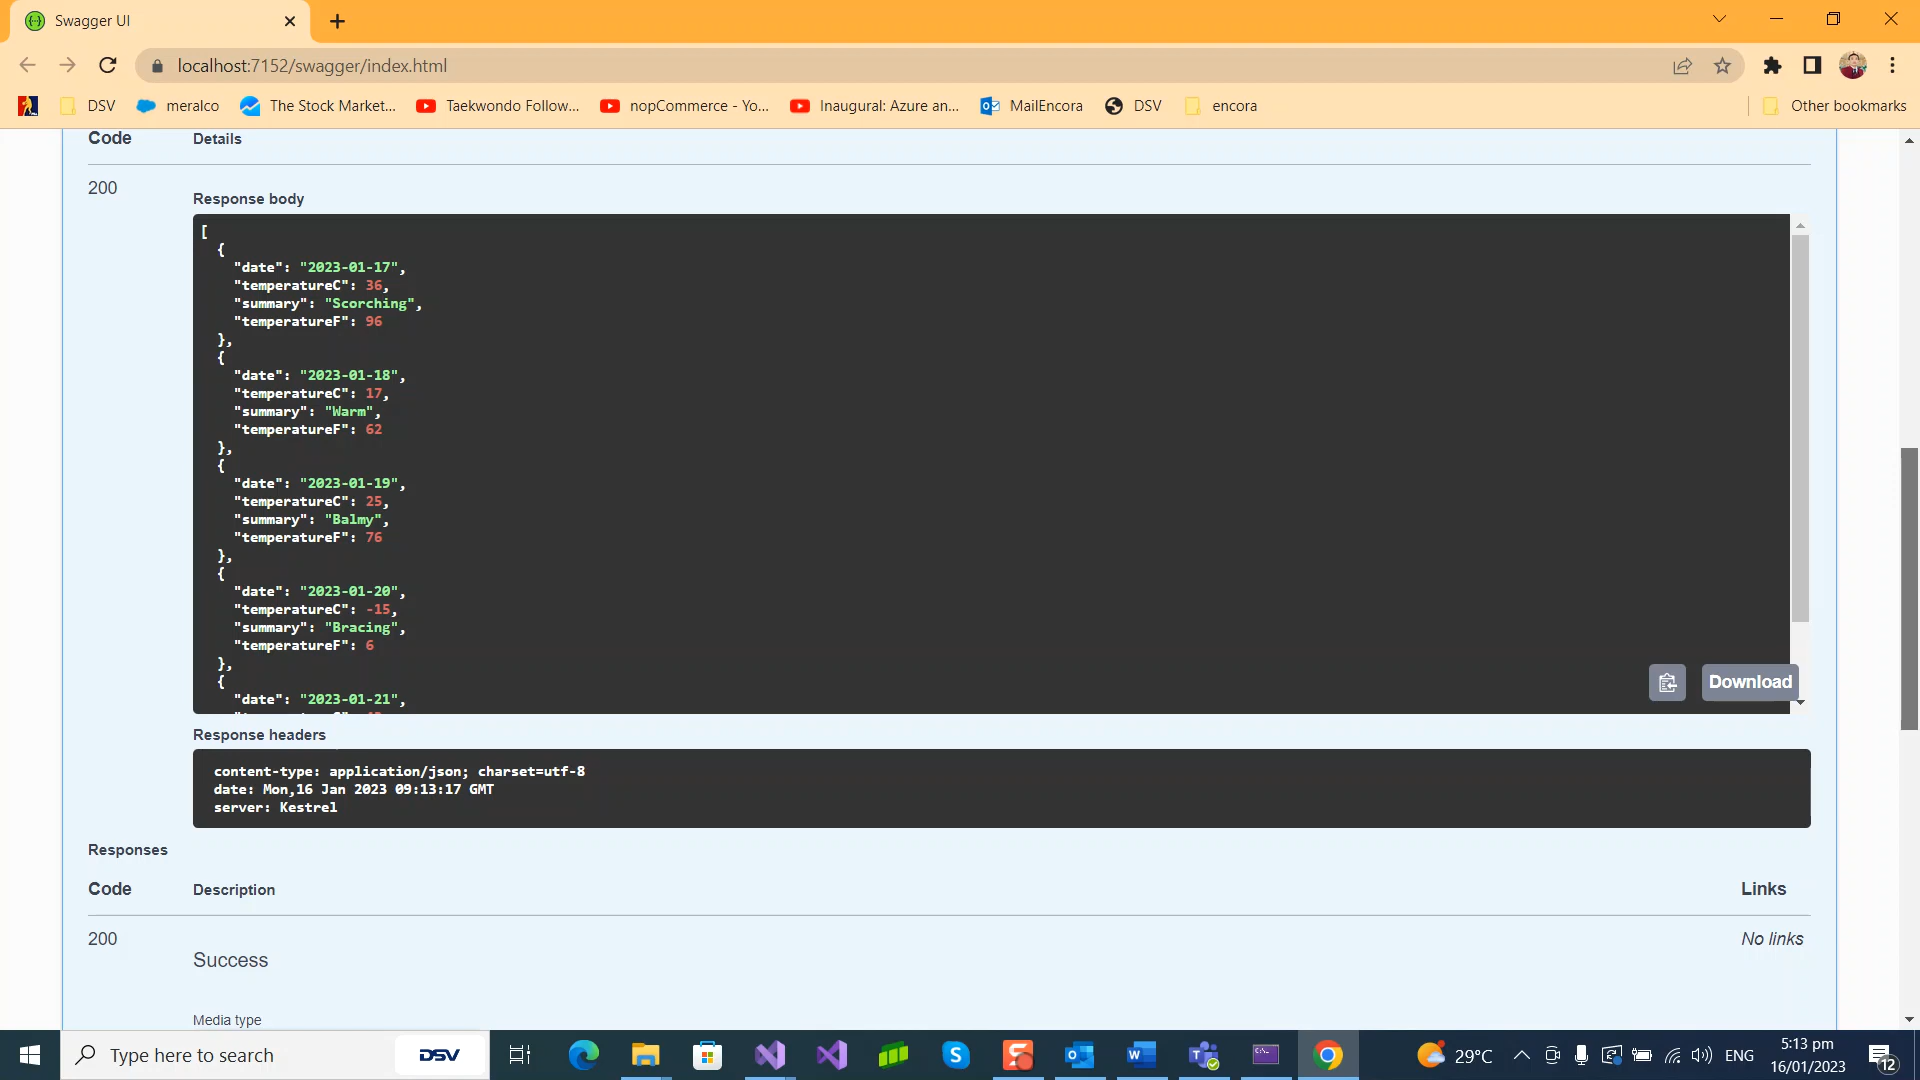 Swagger UI
localhost:7152/swagger/index.html
DSV
meralco
The Stock Market...
Taekwondo Follow...
nopCommerce - Yo...
Inaugural: Azure an...
MailEncora
DSV
encora
Other bookmarks
Code Details
200
Response body
[
{
"date": "2023-01-17",
"temperatureC": 36,
"summary": "Scorching",
"temperatureF": 96
},
{
"date": "2023-01-18",
"temperatureC": 17,
"summary": "Warm",
"temperatureF": 62
},
{
"date": "2023-01-19",
"temperatureC": 25,
"summary": "Balmy",
"temperatureF": 76
},
{
"date": "2023-01-20",
"temperatureC": -15,
"summary": "Bracing",
"temperatureF": 6
},
{
"date": "2023-01-21",
Download
Response headers
content-type: application/json; charset=utf-8
date: Mon,16 Jan 2023 09:13:17 GMT
server: Kestrel
Responses
Code Description Links
200
Success
No links
Media type
Type here to search
DSV
29°C
ENG
5:13 pm
16/01/2023
12